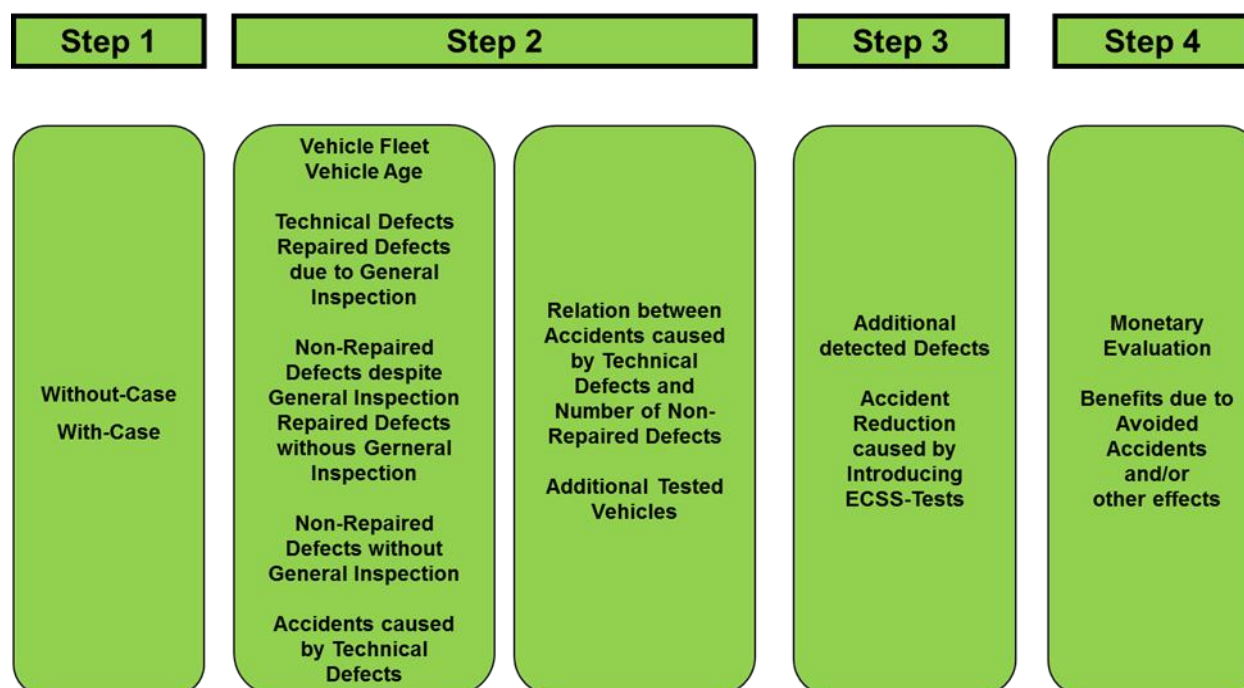 Step 1
Step 2
Step 3
Step 4
Without-Case
With-Case
Vehicle Fleet
Vehicle Age
Technical Defects
Repaired Defects
due to General
Inspection
Non-Repaired
Defects despite
General Inspection
Repaired Defects
withous Gerneral
Inspection
Non-Repaired
Defects without
General Inspection
Accidents caused
by Technical
Defects
Relation between
Accidents caused
by Technical
Defects and
Number of Non-
Repaired Defects
Additional Tested
Vehicles
Additional
detected Defects
Accident
Reduction
caused by
Introducing
ECSS-Tests
Monetary
Evaluation
Benefits due to
Avoided
Accidents
and/or
other effects